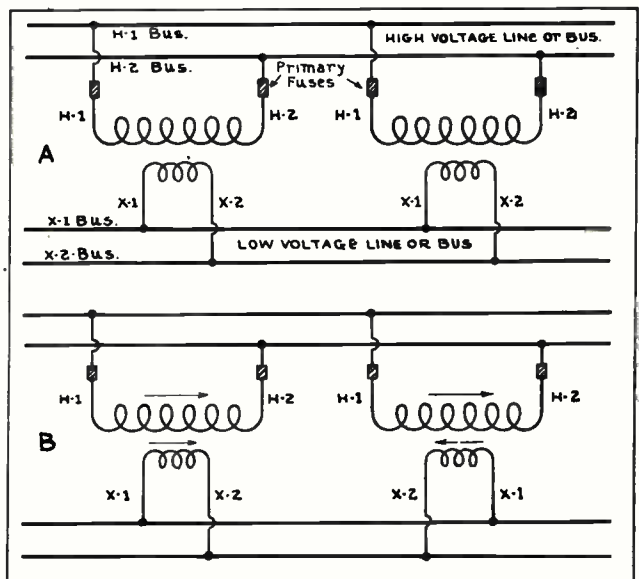 H-1 Bus.
HIGH VOLTAGE LINE OR BUS.
H-2 Bus.
Primary
Fuses
H-1
H-2
H-1
H-2
A
X-1
X-2
X-1
X-2
X-1 Bus.
LOW VOLTAGE LINE OR BUS
X-2-Bus.
H-1
H-2
H-1
H-2
B
X-1
X-2
X-2
X-1